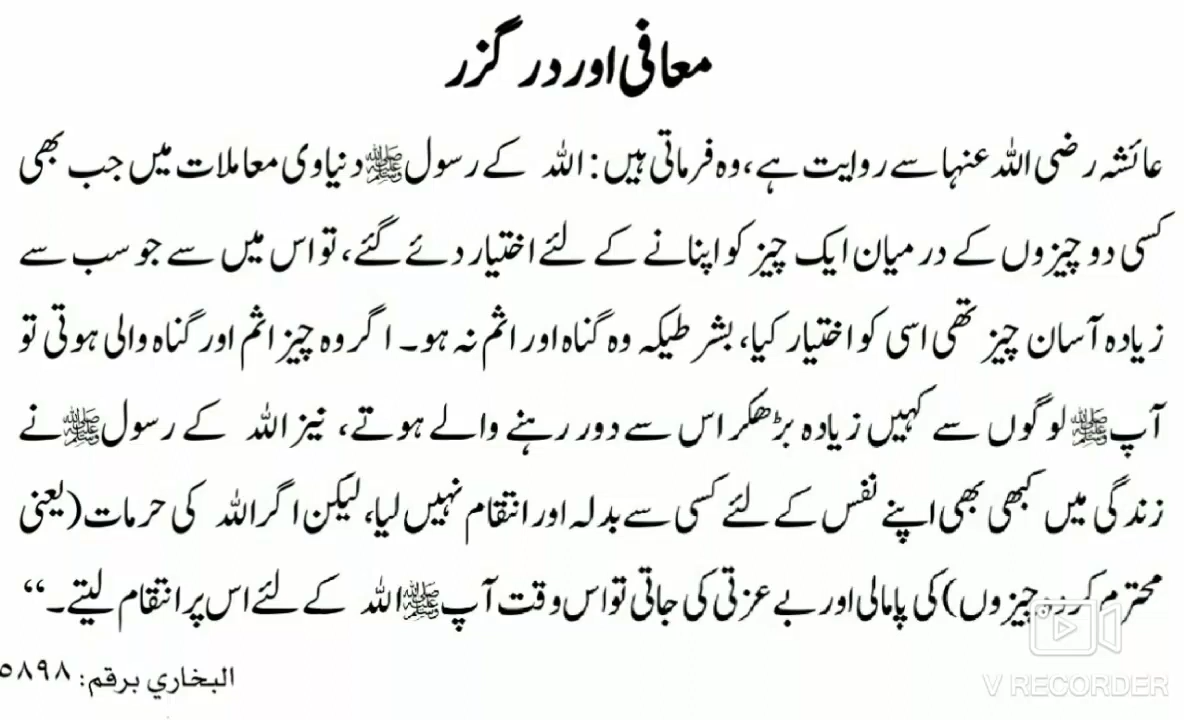 معافی اور درگزر
عائشہ رضی اللہ عنہا سے روایت ہے، وہ فرماتی ہیں: اللہ کے رسول ﷺ دنیاوی معاملات میں جب بھی
کسی دو چیزوں کے درمیان ایک چیز کو اپنانے کے لئے اختیار دئے گئے، تو اس میں سے جو سب سے
زیادہ آسان چیز تھی اسی کو اختیار کیا، بشرطیکہ وہ گناہ اور اثم نہ ہو۔ اگر وہ چیز اثم اور گناہ والی ہوتی تو
آپ ﷺ لوگوں سے کہیں زیادہ بڑھکر اس سے دور رہنے والے ہوتے، نیز اللہ کے رسول ﷺ نے
زندگی میں کبھی بھی اپنے نفس کے لئے کسی سے بدلہ اور انتقام نہیں لیا، لیکن اگر اللہ کی حرمات (یعنی
محترم کردہ چیزوں) کی پامالی اور بے عزتی کی جاتی تو اس وقت آپ ﷺ اللہ کے لئے اس پر انتقام لیتے۔“
البخاري برقم: ٥٨٩٨
V RECORDER